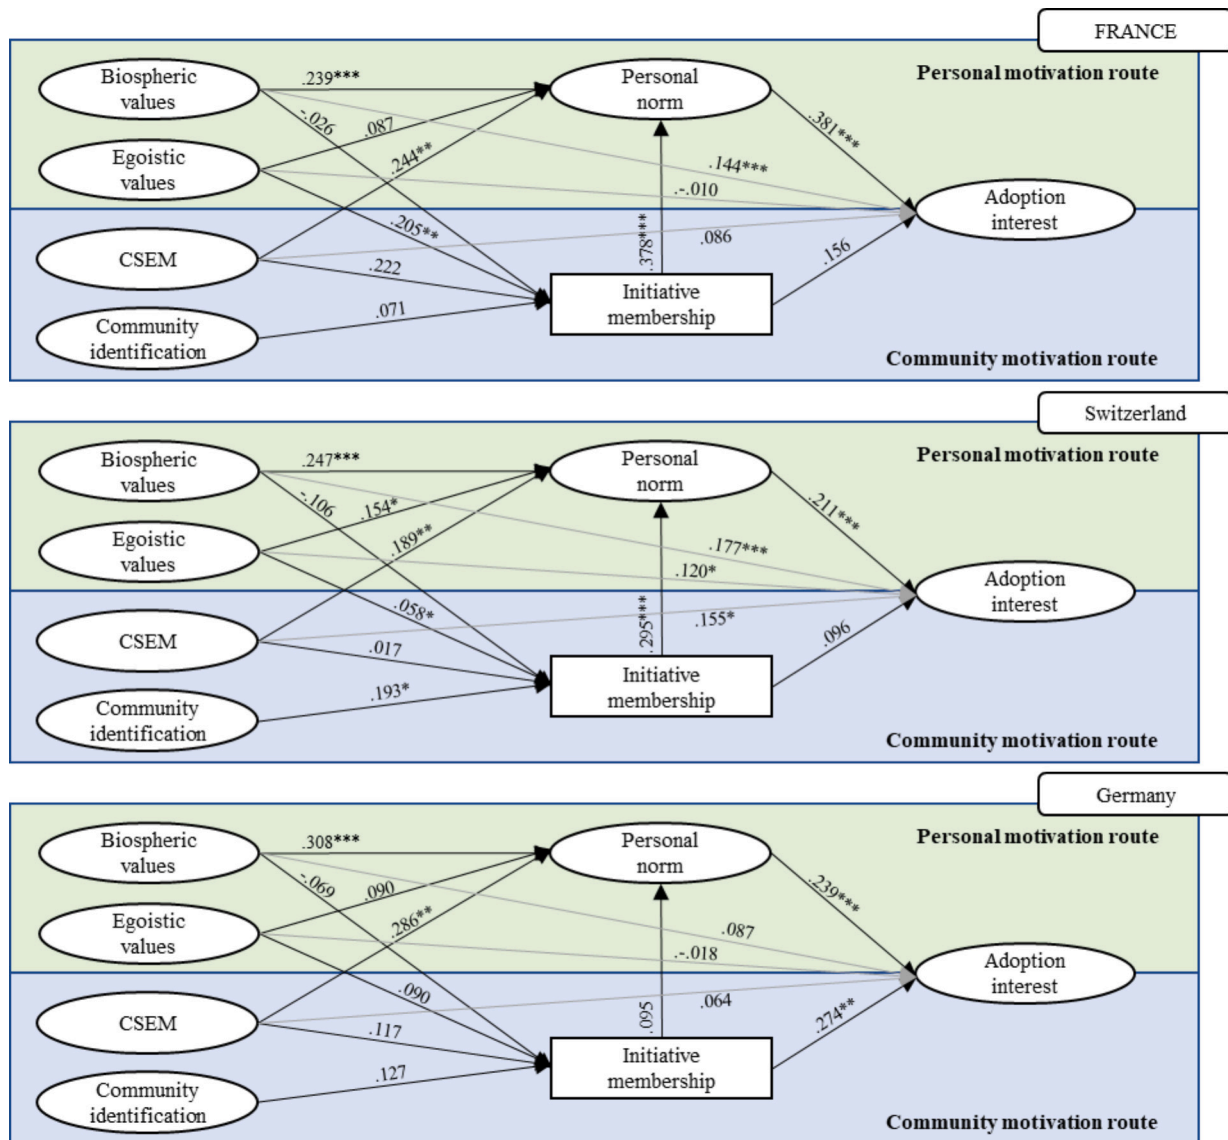 FRANCE
Personal motivation route
Biospheric
values
.239***
Personal
norm
-.026
.087
.381***
Egoistic
values
.244**
.144***
.-.010
Adoption
interest
.205**
.378***
.086
CSEM
.222
.156
Initiative
membership
.071
Community
identification
Community motivation route
Switzerland
Personal motivation route
Biospheric
values
.247***
Personal
norm
-.106
.154*
.211***
Egoistic
values
.189**
.177***
.120*
Adoption
interest
.058*
.295***
.155*
CSEM
.017
.096
Initiative
membership
.193*
Community
identification
Community motivation route
Germany
Personal motivation route
Biospheric
values
.308***
Personal
norm
-.069
.090
.239***
Egoistic
values
.286**
.087
.-.018
Adoption
interest
.090
.095
.064
CSEM
.117
.274**
Initiative
membership
.127
Community
identification
Community motivation route